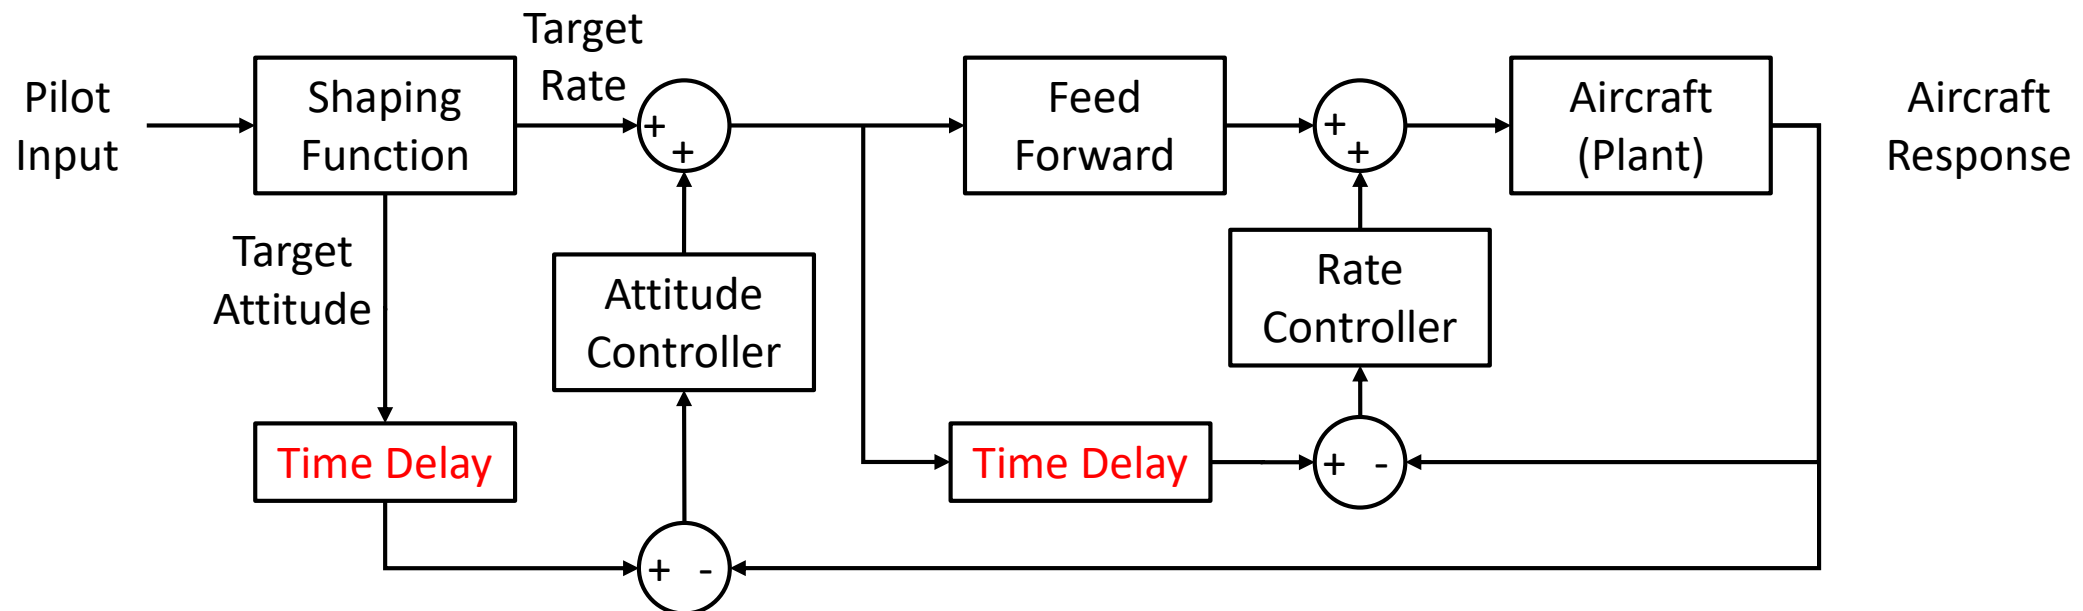 Pilot
Input
Shaping
Function
Target
Rate
+
+
Feed
Forward
+
+
Aircraft
(Plant)
Aircraft
Response
Target
Attitude
Attitude
Controller
Rate
Controller
Time Delay
Time Delay
+ -
+ -